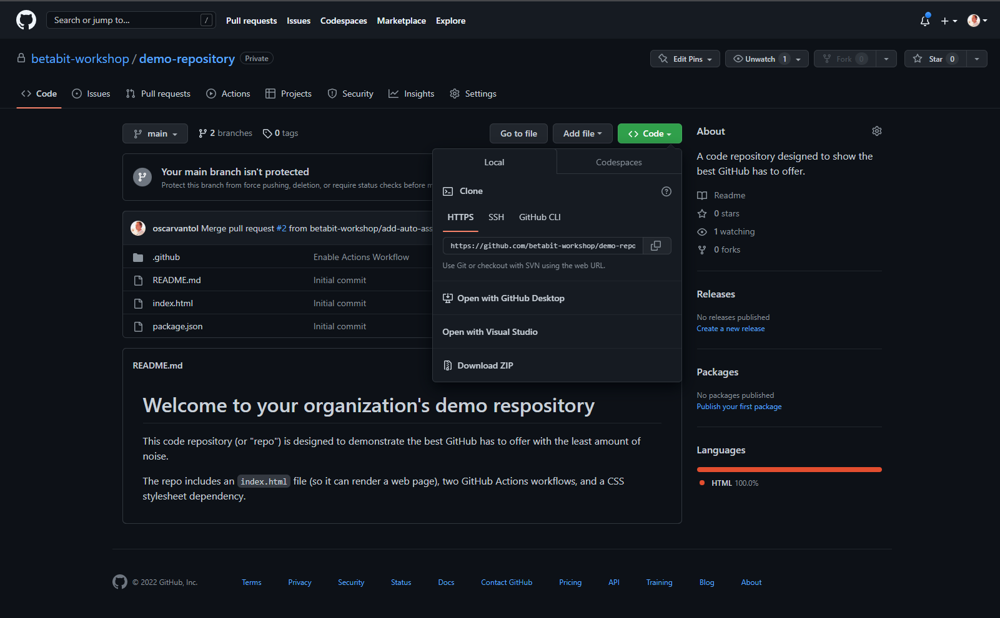 Search or jump to...
/
Pull requests
Issues
Codespaces
Marketplace
Explore
betabit-workshop / demo-repository
Private
Edit Pins
Unwatch 1
Fork 0
Star 0
Code
Issues
Pull requests
Actions
Projects
Security
Insights
Settings
main
2 branches
0 tags
Go to file
Add file
Code
Your main branch isn't protected
Protect this branch from force pushing, deletion, or require status checks before
oscarvantol Merge pull request #2 from betabit-workshop/add-auto-ass
.github
Enable Actions Workflow
README.md
Initial commit
index.html
Initial commit
package.json
Initial commit
Local
Codespaces
Clone
HTTPS
SSH
GitHub CLI
https://github.com/betabit-workshop/demo-repo
Use Git or checkout with SVN using the web URL.
Open with GitHub Desktop
Open with Visual Studio
Download ZIP
README.md
Welcome to your organization's demo respository
This code repository (or "repo") is designed to demonstrate the best GitHub has to offer with the least amount of
noise.
The repo includes an index.html file (so it can render a web page), two GitHub Actions workflows, and a CSS
stylesheet dependency.
About
A code repository designed to show the
best GitHub has to offer.
Readme
0 stars
1 watching
0 forks
Releases
No releases published
Create a new release
Packages
No packages published
Publish your first package
Languages
HTML 100.0%
© 2022 GitHub, Inc.
Terms
Privacy
Security
Status
Docs
Contact GitHub
Pricing
API
Training
Blog
About